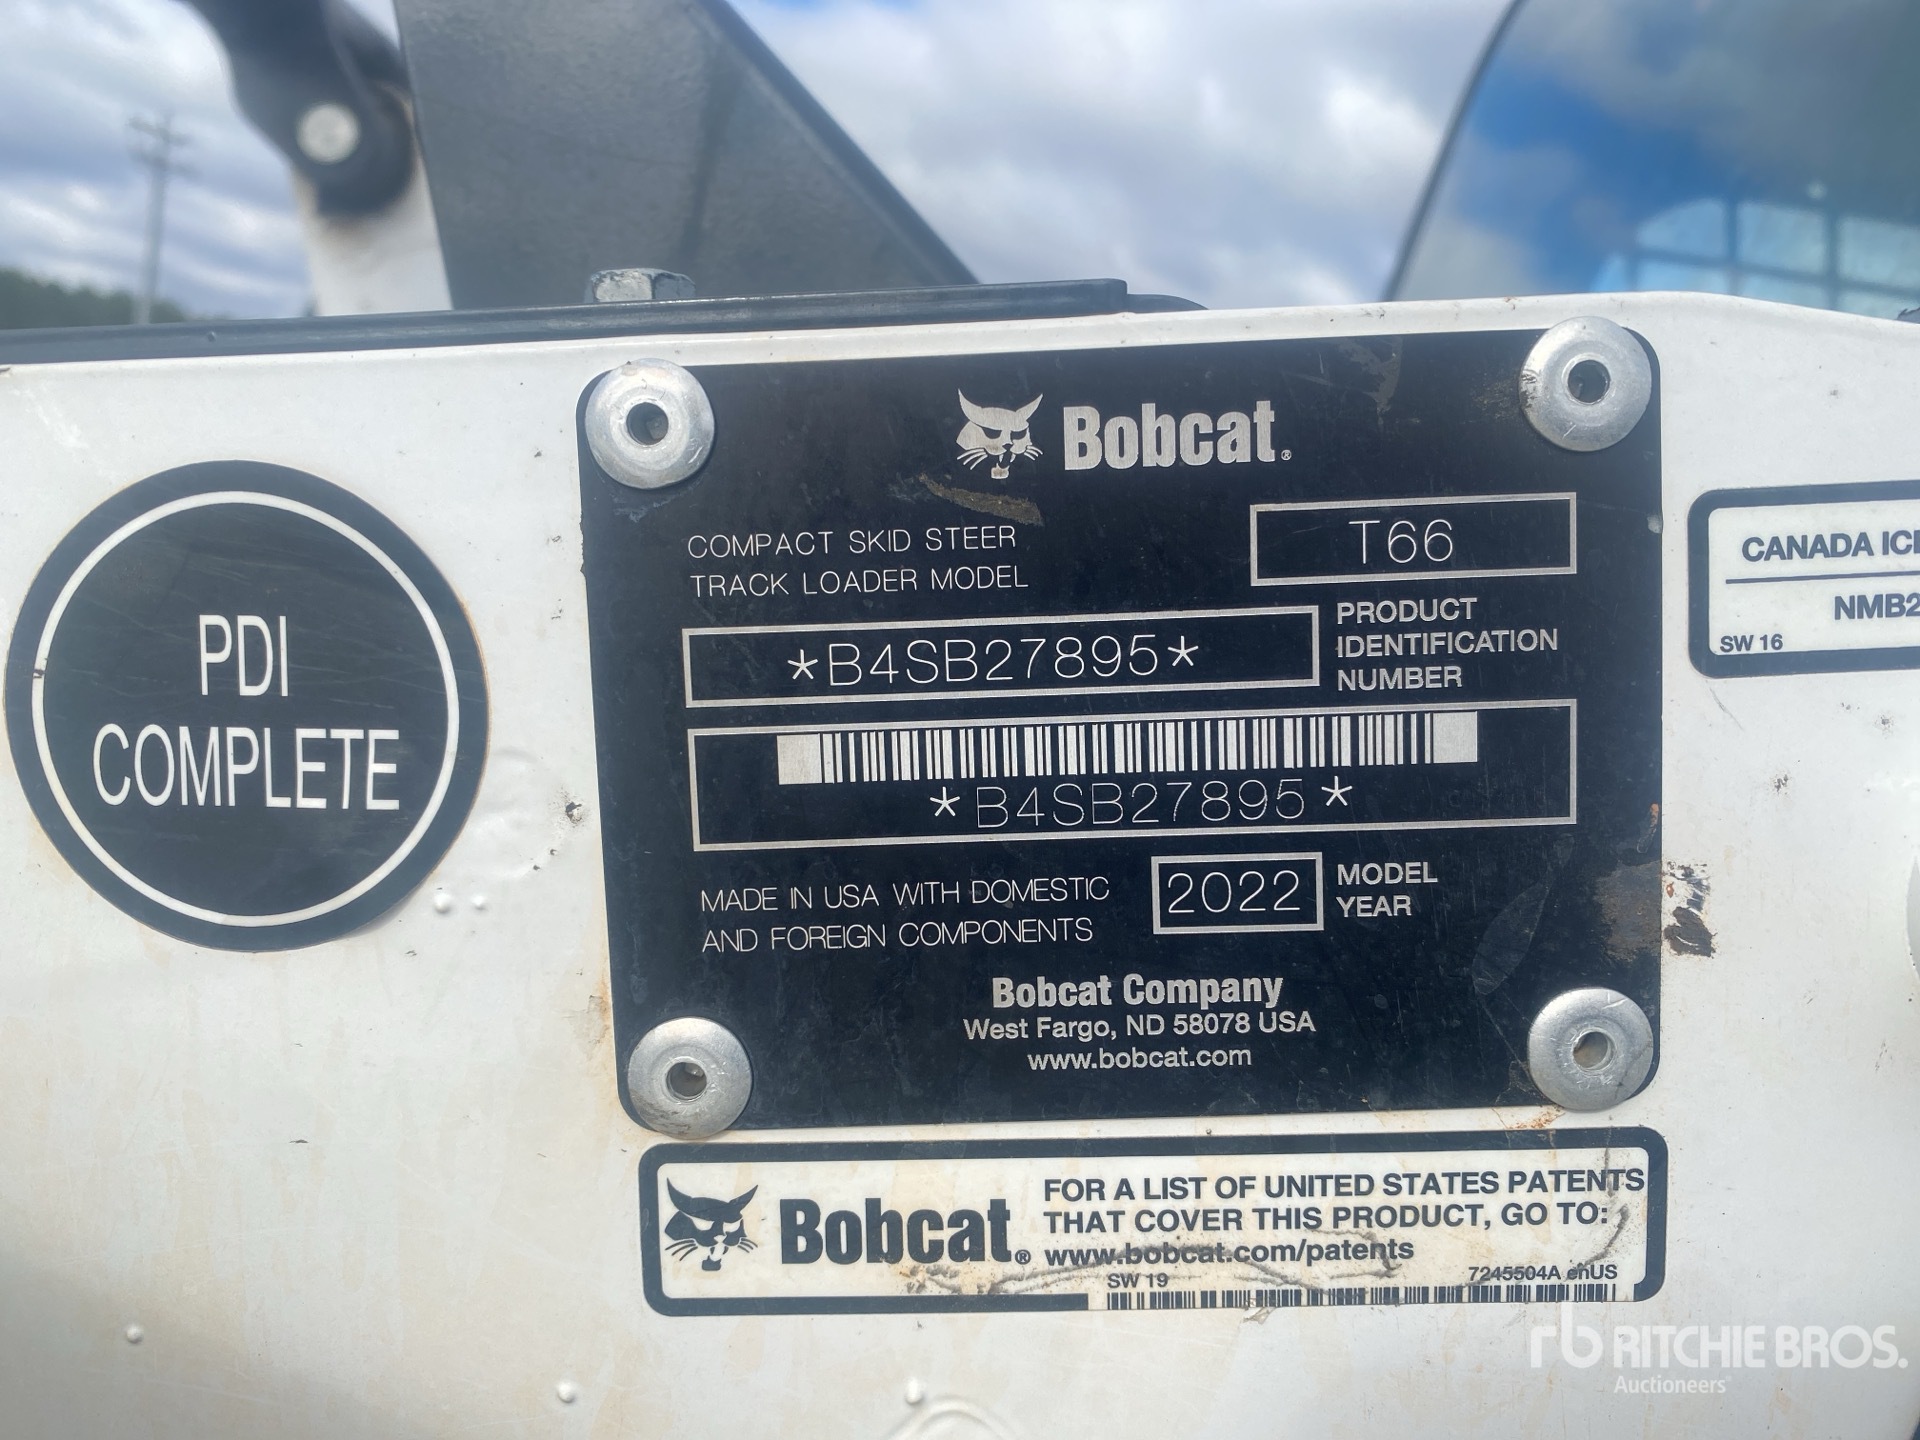 PDI
COMPLETE
Bobcat®
COMPACT SKID STEER
TRACK LOADER MODEL
T66
*B4SB27895*
PRODUCT
IDENTIFICATION
NUMBER
*B4SB27895*
MADE IN USA WITH DOMESTIC
AND FOREIGN COMPONENTS
2022
MODEL
YEAR
Bobcat Company
West Fargo, ND 58078 USA
www.bobcat.com
CANADA
NMB2
SW 16
Bobcat®
FOR A LIST OF UNITED STATES PATENTS
THAT COVER THIS PRODUCT, GO TO:
www.bobcat.com/patents
SW 19
7245504A enUS
rb RITCHIE BROS.
Auctioneers